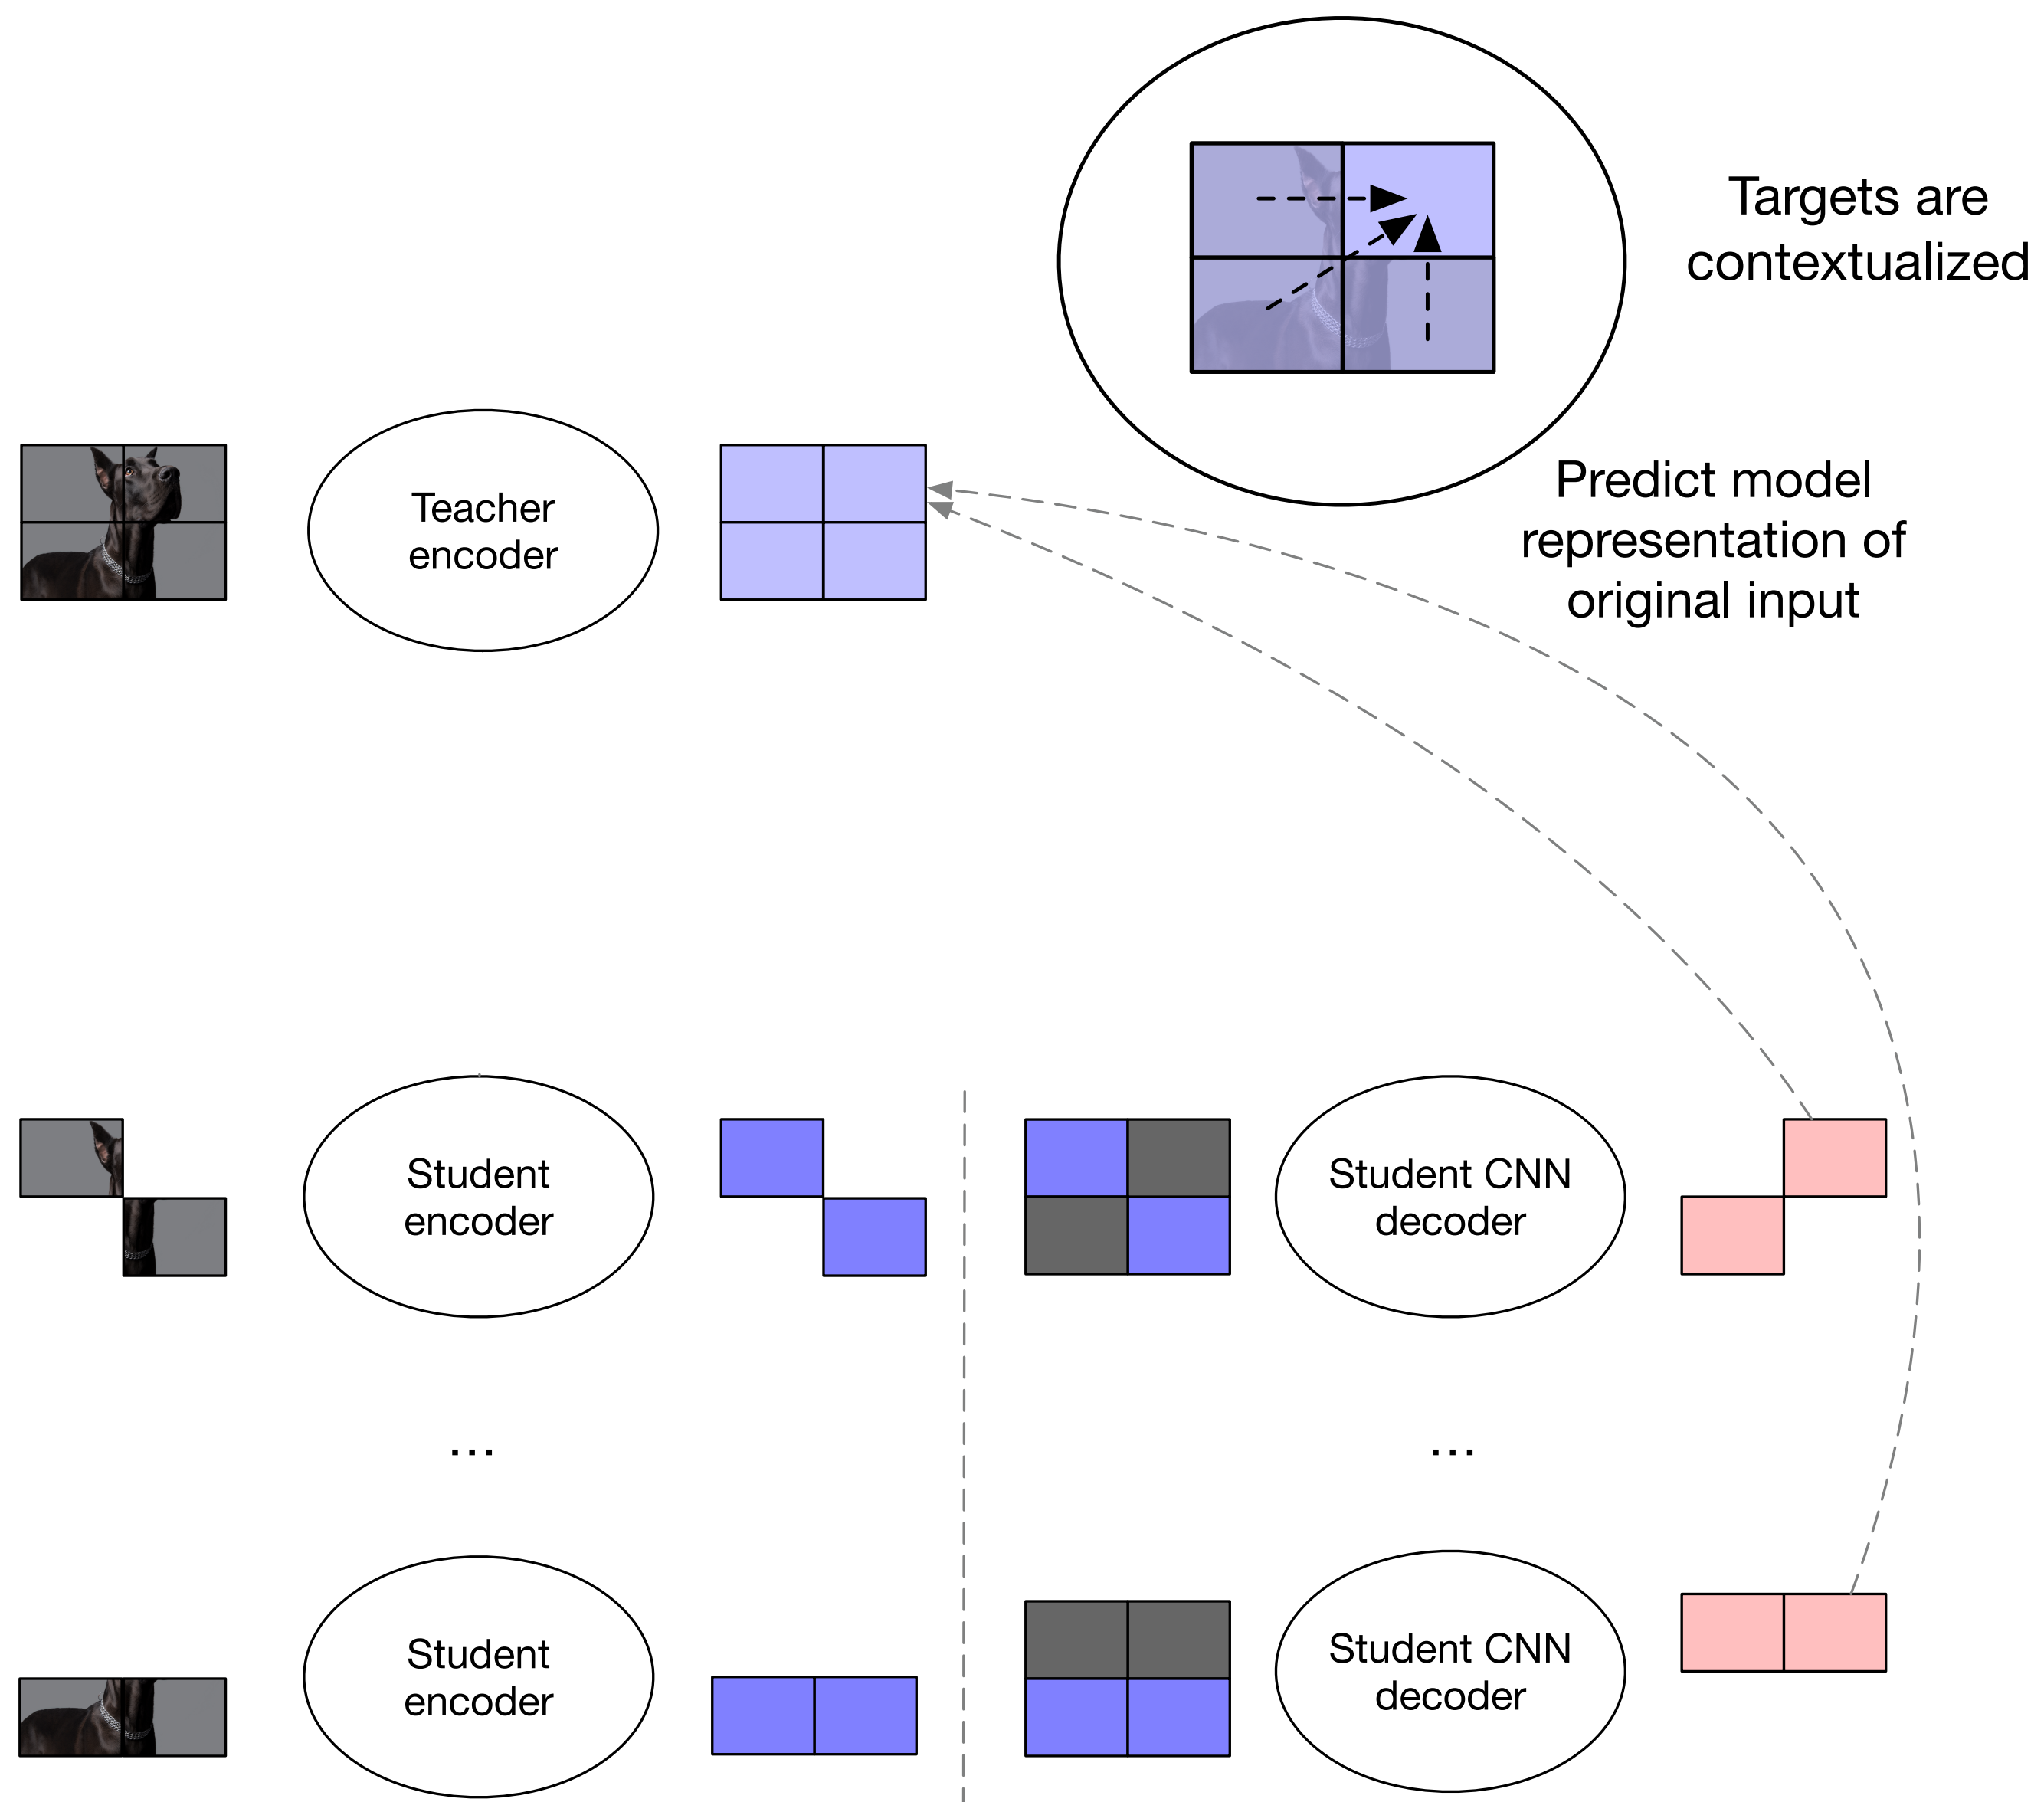 Targets are
contextualized
Predict model
representation of
original input
Teacher
encoder
Student
encoder
Student CNN
decoder
...
...
Student
encoder
Student CNN
decoder